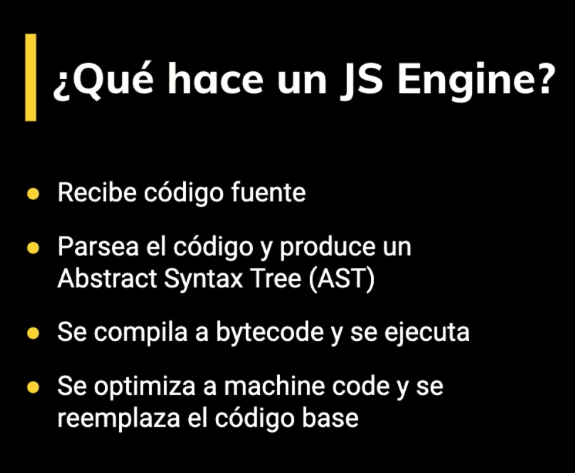 ¿Qué hace un JS Engine?
Recibe código fuente
Parsea el código y produce un
Abstract Syntax Tree (AST)
Se compila a bytecode y se ejecuta
Se optimiza a machine code y se
reemplaza el código base